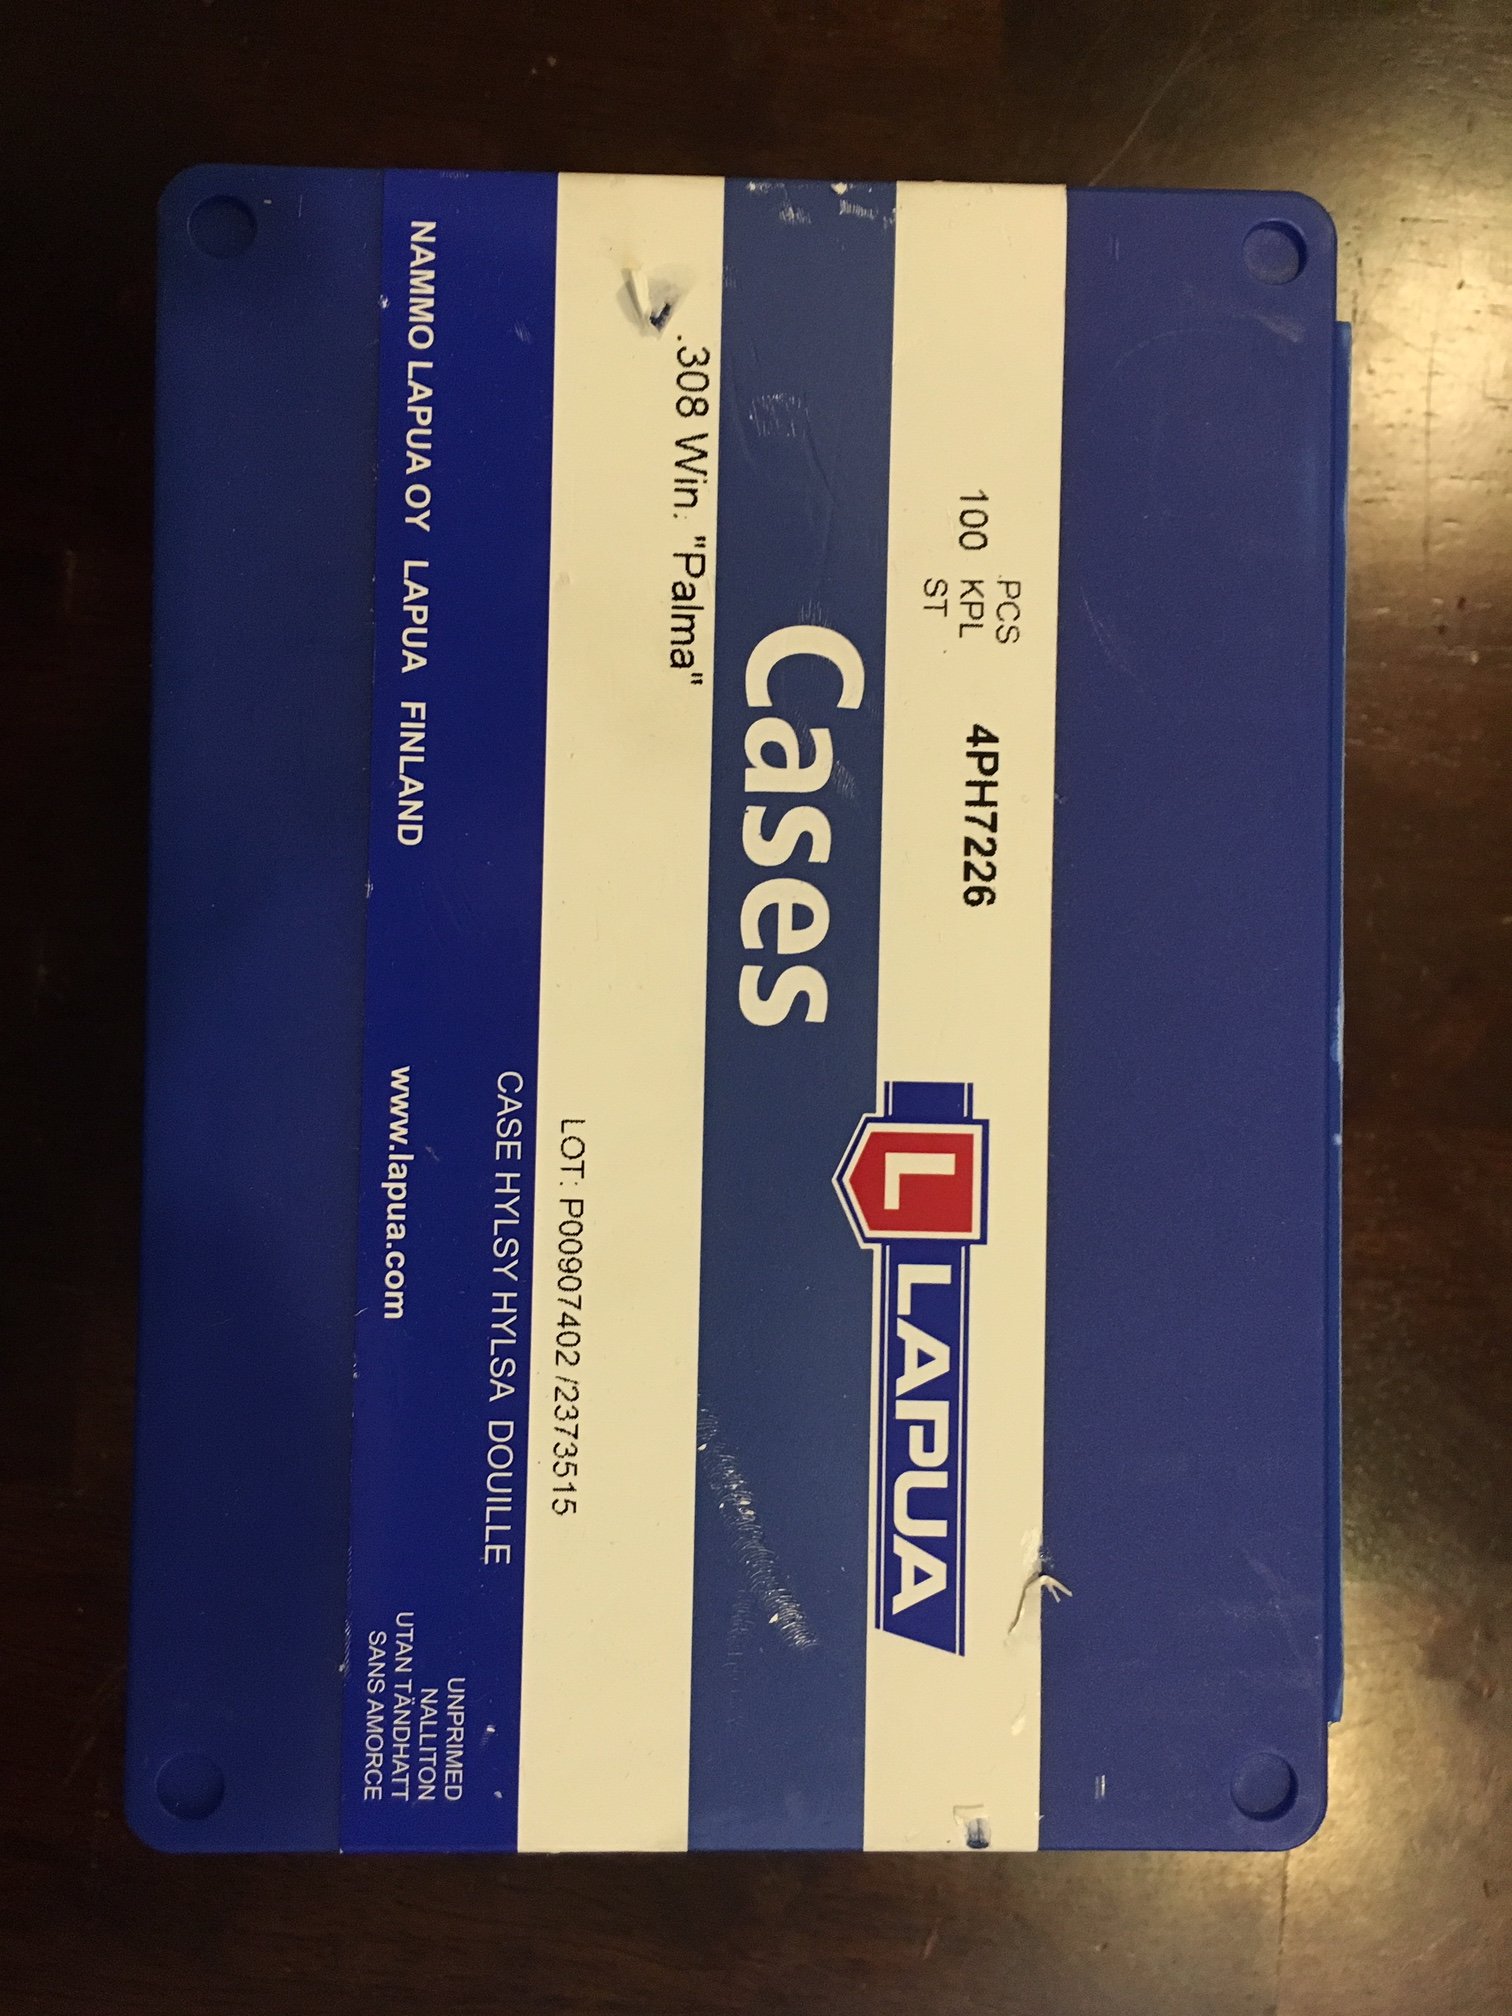 PCS
100 KPL
ST
4PH7226
L LAPUA
Cases
.308 Win. "Palma"
LOT: P00907402 /2373515
CASE HYLSY HYLSA DOUILLE
NAMMO LAPUA OY LAPUA FINLAND
www.lapua.com
UNPRIMED
NALLITON
UTAN TÄNDHATT
SANS AMORCE